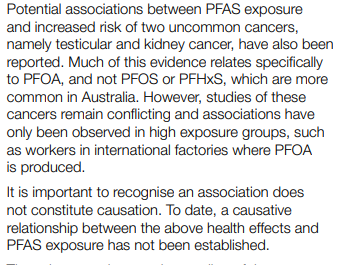 Potential associations between PFAS exposure
and increased risk of two uncommon cancers,
namely testicular and kidney cancer, have also been
reported. Much of this evidence relates specifically
to PFOA, and not PFOS or PFHxS, which are more
common in Australia. However, studies of these
cancers remain conflicting and associations have
only been observed in high exposure groups, such
as workers in international factories where PFOA
is produced.
It is important to recognise an association does
not constitute causation. To date, a causative
relationship between the above health effects and
PFAS exposure has not been established.